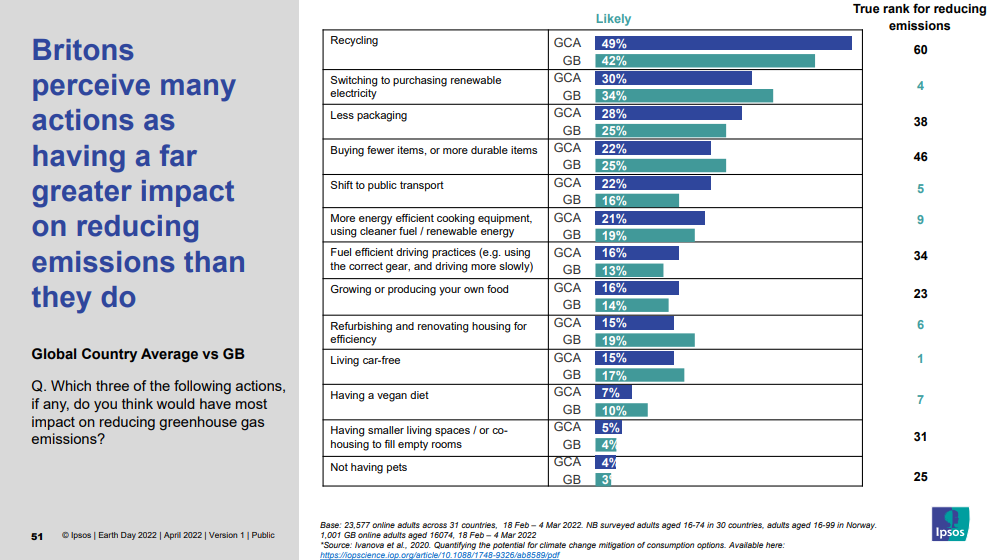 Britons
perceive many
actions as
having a far
greater impact
on reducing
emissions than
they do
Global Country Average vs GB
Q. Which three of the following actions,
if any, do you think would have most
impact on reducing greenhouse gas
emissions?
51 © Ipsos | Earth Day 2022 | April 2022 | Version 1 | Public
Likely
True rank for reducing
emissions
Recycling
GCA 49%
GB 42%
60
Switching to purchasing renewable
electricity
GCA 30%
GB 34%
4
Less packaging
GCA 28%
GB 25%
38
Buying fewer items, or more durable items
GCA 22%
GB 25%
46
Shift to public transport
GCA 22%
GB 16%
5
More energy efficient cooking equipment,
using cleaner fuel / renewable energy
GCA 21%
GB 19%
9
Fuel efficient driving practices (e.g. using
the correct gear, and driving more slowly)
GCA 16%
GB 13%
34
Growing or producing your own food
GCA 16%
GB 14%
23
Refurbishing and renovating housing for
efficiency
GCA 15%
GB 19%
6
Living car-free
GCA 15%
GB 17%
1
Having a vegan diet
GCA 7%
GB 10%
7
Having smaller living spaces / or co-
housing to fill empty rooms
GCA 5%
GB 4%
31
Not having pets
GCA 4%
GB 3
25
Base: 23,577 online adults across 31 countries, 18 Feb – 4 Mar 2022. NB surveyed adults aged 16-74 in 30 countries, adults aged 16-99 in Norway.
1,001 GB online adults aged 16074, 18 Feb – 4 Mar 2022
*Source: Ivanova et al., 2020. Quantifying the potential for climate change mitigation of consumption options. Available here:
https://iopscience.iop.org/article/10.1088/1748-9326/ab8589/pdf
Ipsos